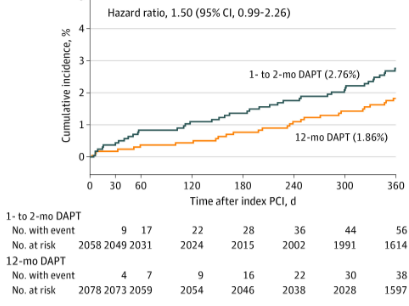 Hazard ratio, 1.50 (95% CI, 0.99-2.26)
4
3
2
1
0
Cumulative incidence, %
1- to 2-mo DAPT (2.76%)
12-mo DAPT (1.86%)
0 30 60 120 180 240 300 360
Time after index PCI, d
1- to 2-mo DAPT
No. with event 9 17 22 28 36 44 56
No. at risk 2058 2049 2031 2024 2015 2002 1991 1614
12-mo DAPT
No. with event 4 7 9 16 22 30 38
No. at risk 2078 2073 2059 2054 2046 2038 2028 1597